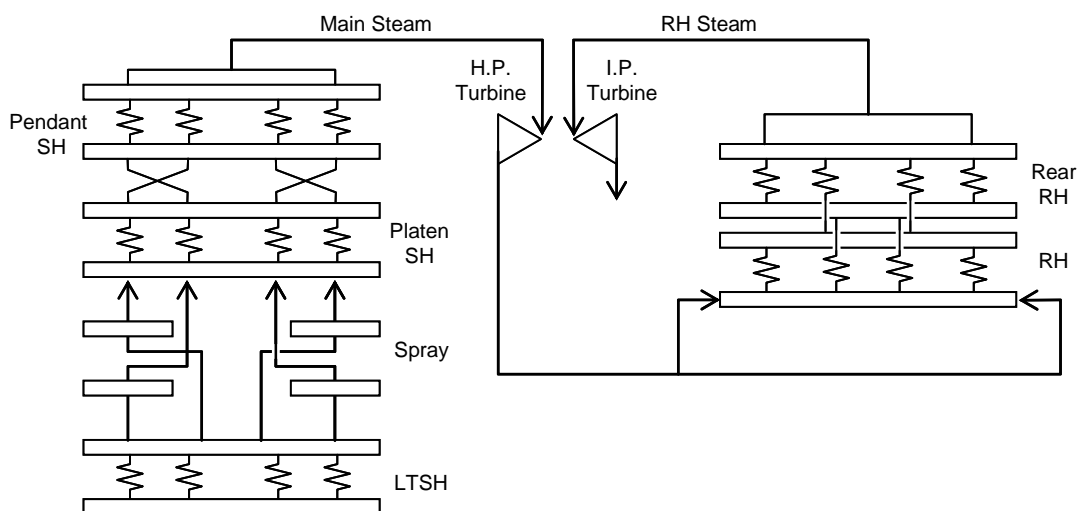 Main Steam
RH Steam
H.P.
Turbine
I.P.
Turbine
Pendant
SH
Rear
RH
Platen
SH
RH
Spray
LTSH